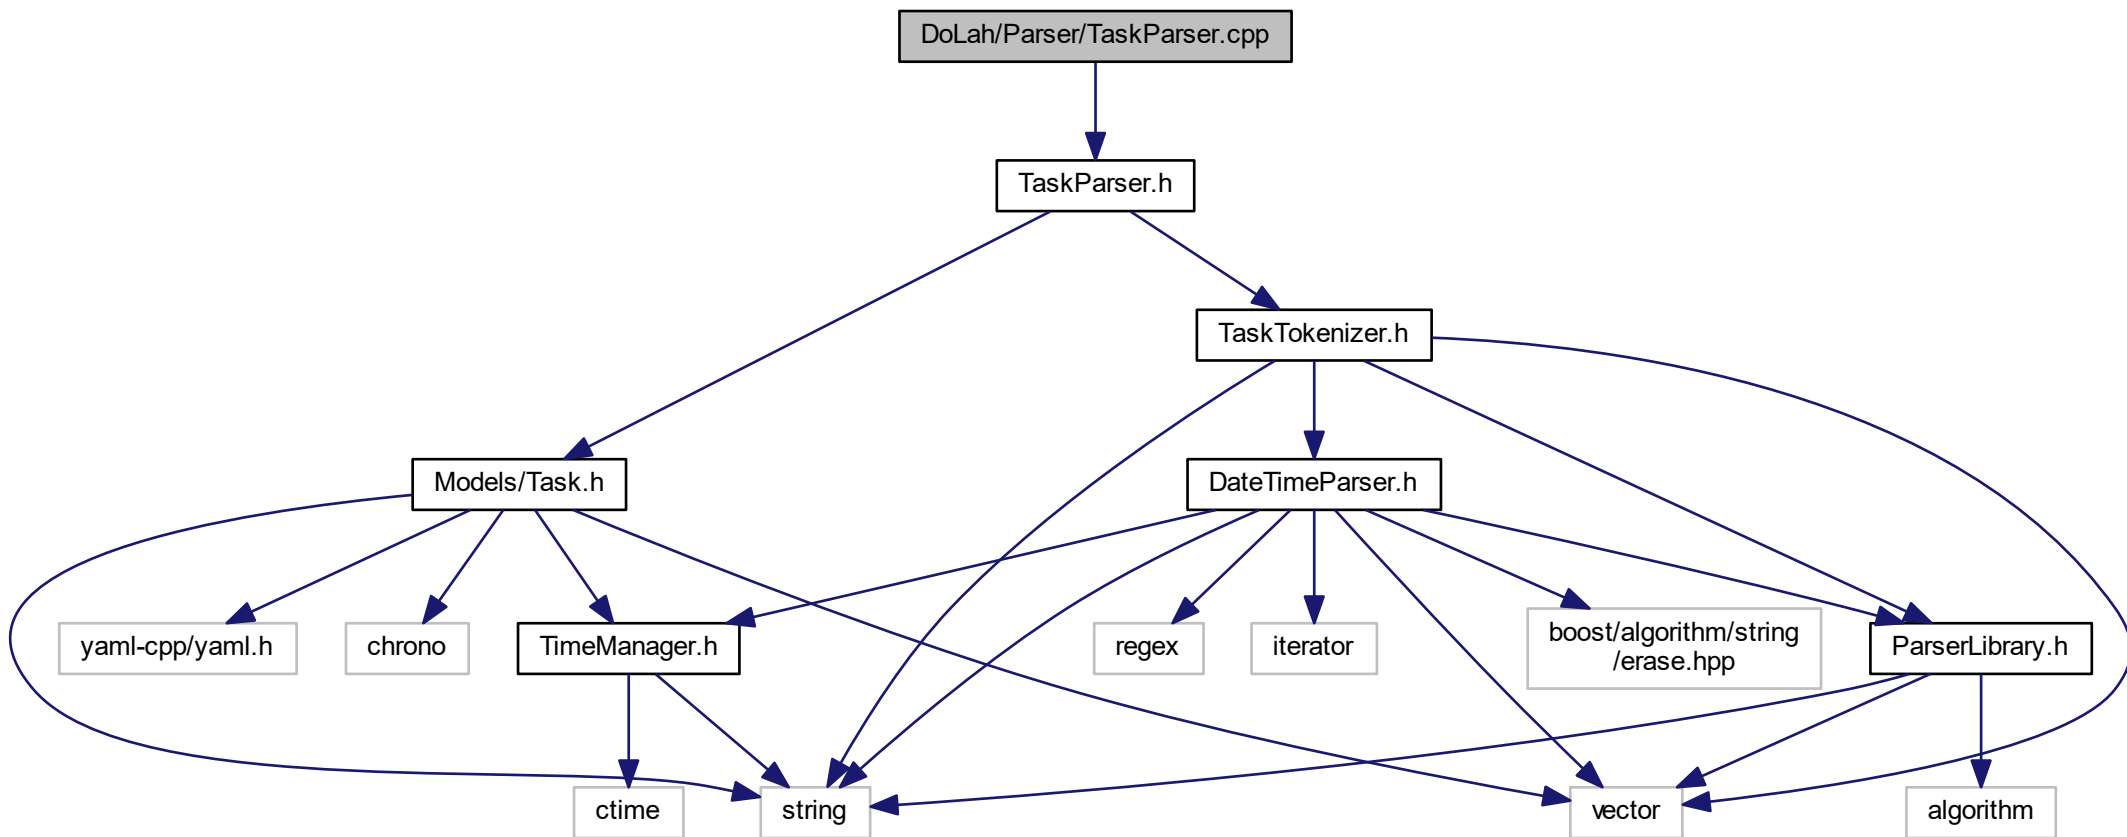 DoLah/Parser/TaskParser.cpp
TaskParser.h
TaskTokenizer.h
Models/Task.h
DateTimeParser.h
yaml-cpp/yaml.h
chrono
TimeManager.h
regex
iterator
boost/algorithm/string
/erase.hpp
ParserLibrary.h
ctime
string
vector
algorithm